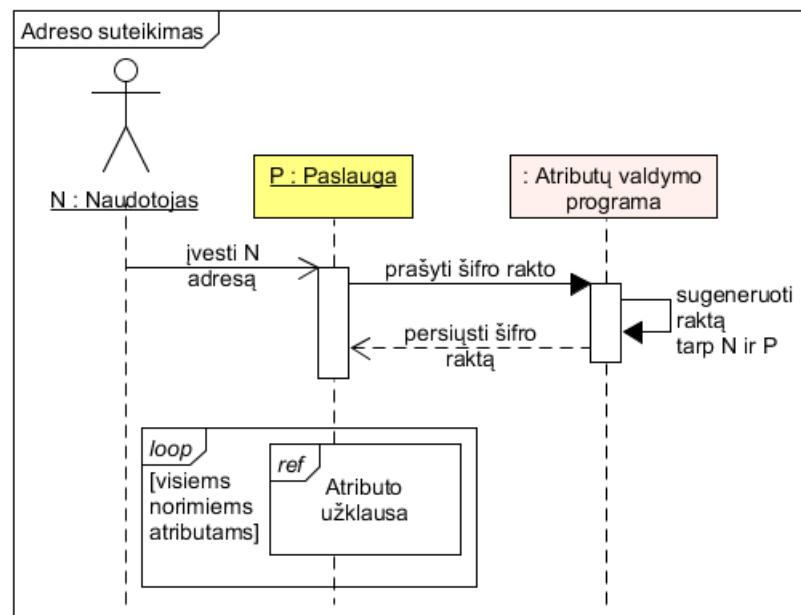 Adreso suteikimas
N : Naudotojas
P : Paslauga
: Atributų valdymo
programa
įvesti N
adresą
prašyti šifro rakto
sugeneruoti
raktą
tarp N ir P
persiųsti šifro
raktą
loop
[visiems
norimiems
atributams]
ref
Atributo
užklausa